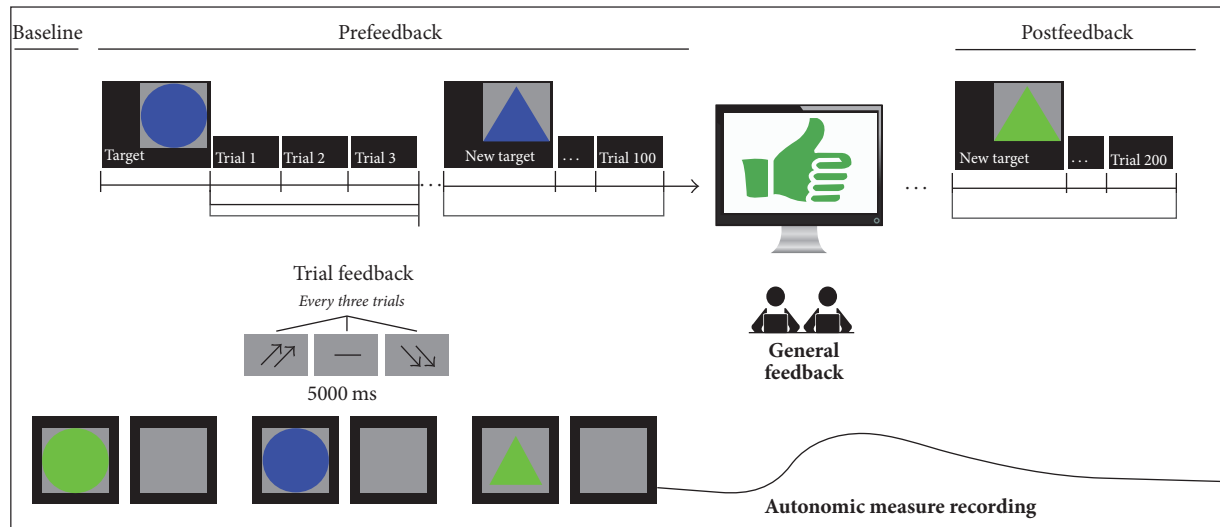 Baseline
Prefeedback
Postfeedback
Target
Trial 1
Trial 2
Trial 3
...
New target
...
Trial 100
...
New target
...
Trial 200
Trial feedback
Every three trials
5000 ms
General
feedback
Autonomic measure recording